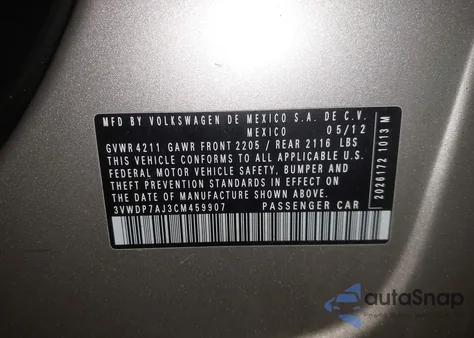 MFD BY VOLKSWAGEN DE MEXICO S.A. DE C.V.
MEXICO 05/12
GVWR 4211 GAWR FRONT 2205 / REAR 2116 LBS
THIS VEHICLE CONFORMS TO ALL APPLICABLE U.S.
FEDERAL MOTOR VEHICLE SAFETY, BUMPER AND
THEFT PREVENTION STANDARDS IN EFFECT ON
THE DATE OF MANUFACTURE SHOWN ABOVE.
3VWDP7AJ3CM459907 PASSENGER CAR
2026172 1013 M
autoSnap